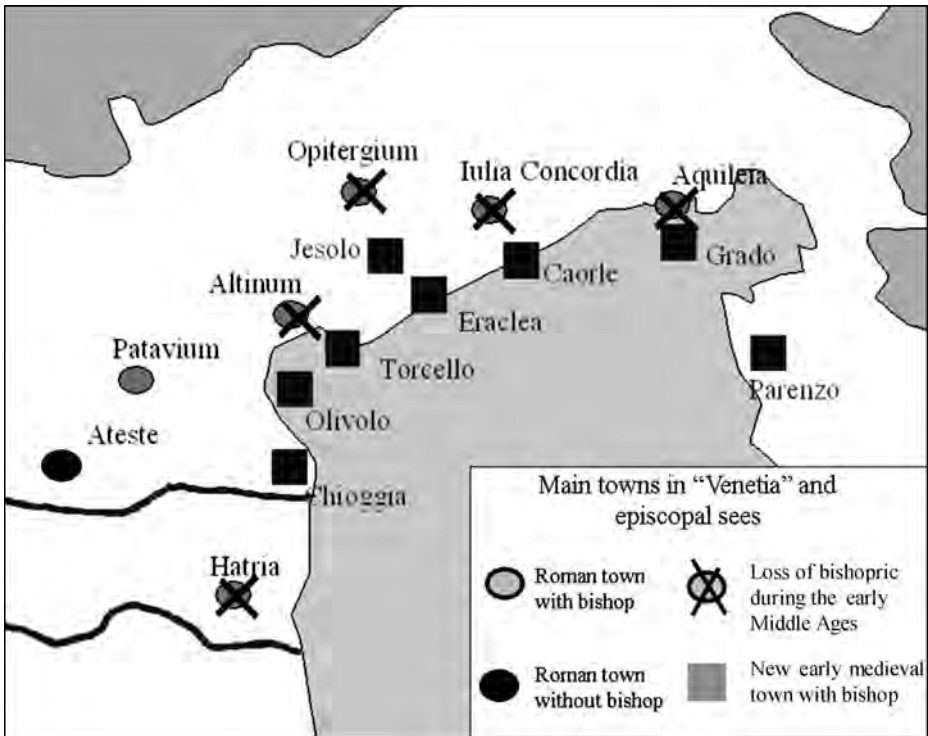 Opitergium
Iulia Concordia
Aquileia
Jesolo
Caorle
Grado
Altinum
Eraclea
Patavium
Torcello
Parenzo
Olivolo
Ateste
Chioggia
Hatria
Main towns in “Venetia” and
episcopal sees
Roman town
with bishop
Loss of bishopric
during the early
Middle Ages
Roman town
without bishop
New early medieval
town with bishop